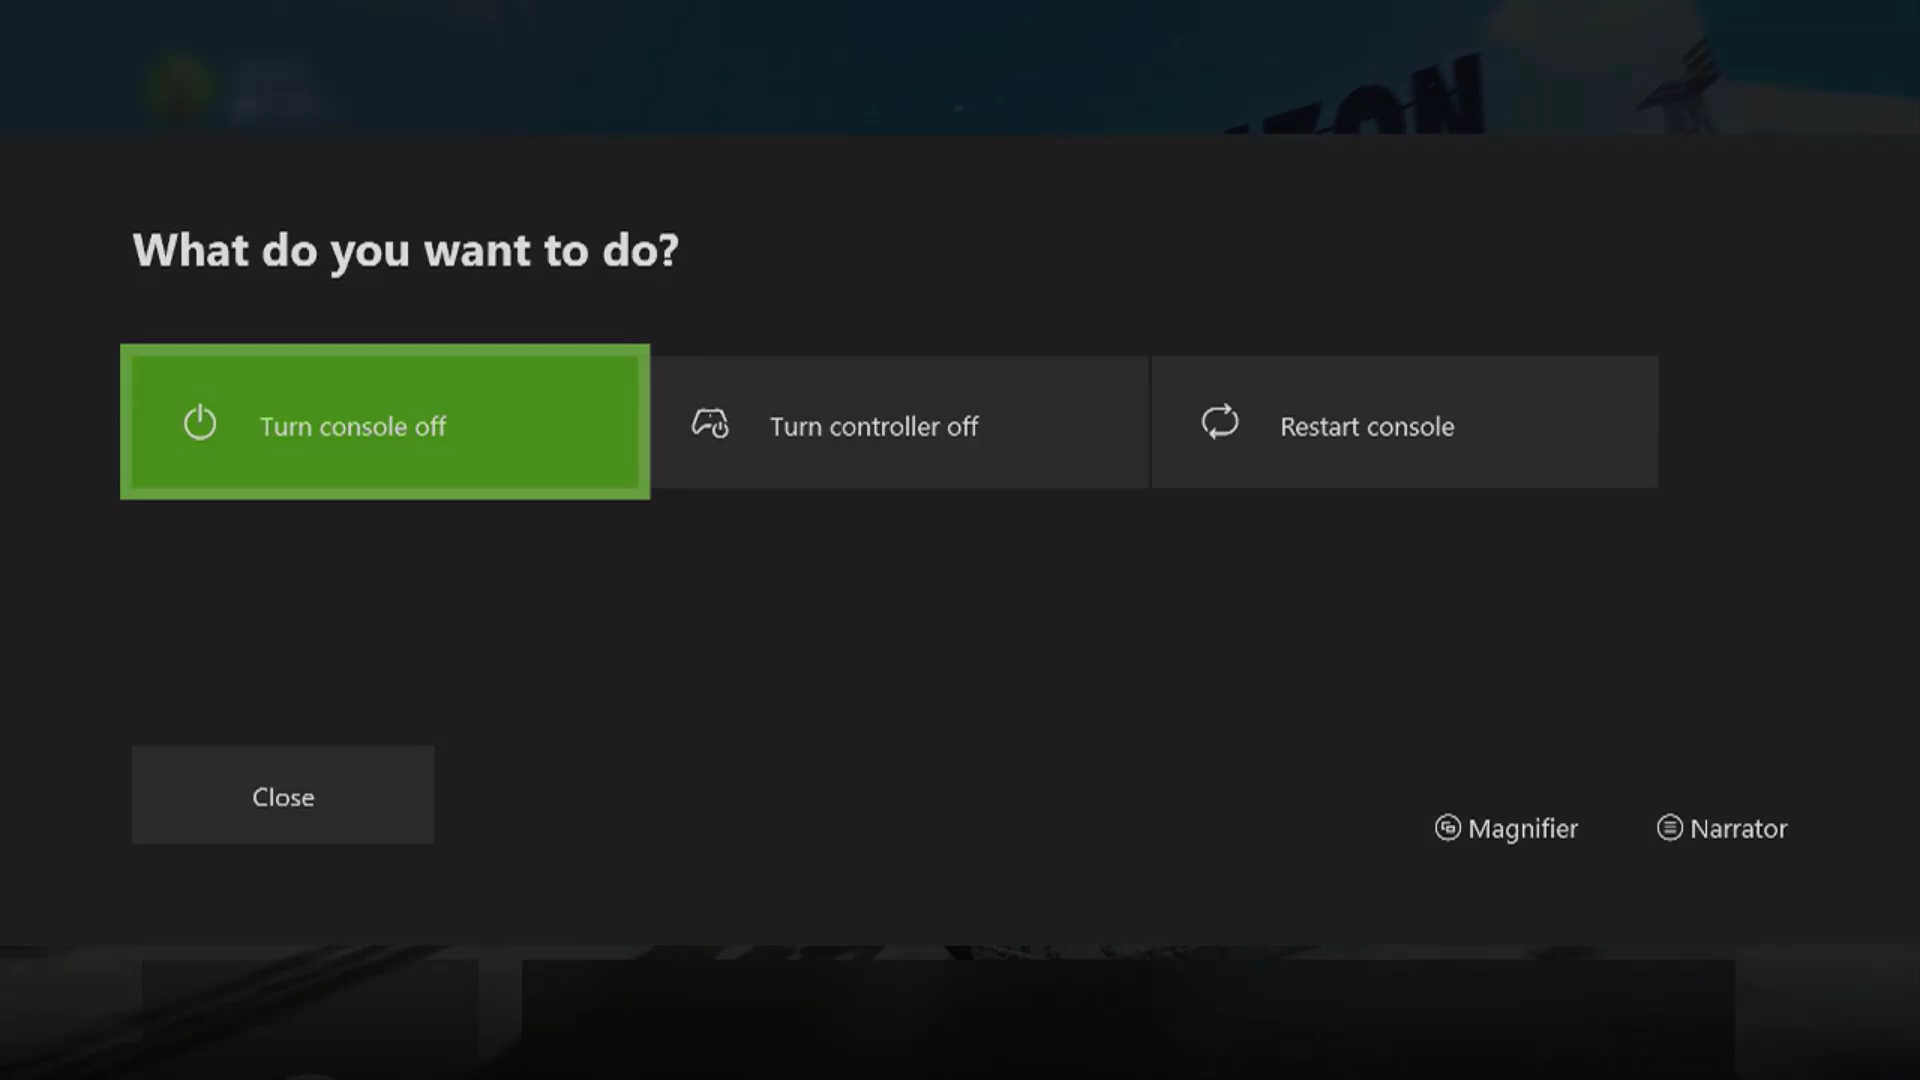 What do you want to do?
Turn console off
Turn controller off
Restart console
Close
Magnifier
Narrator